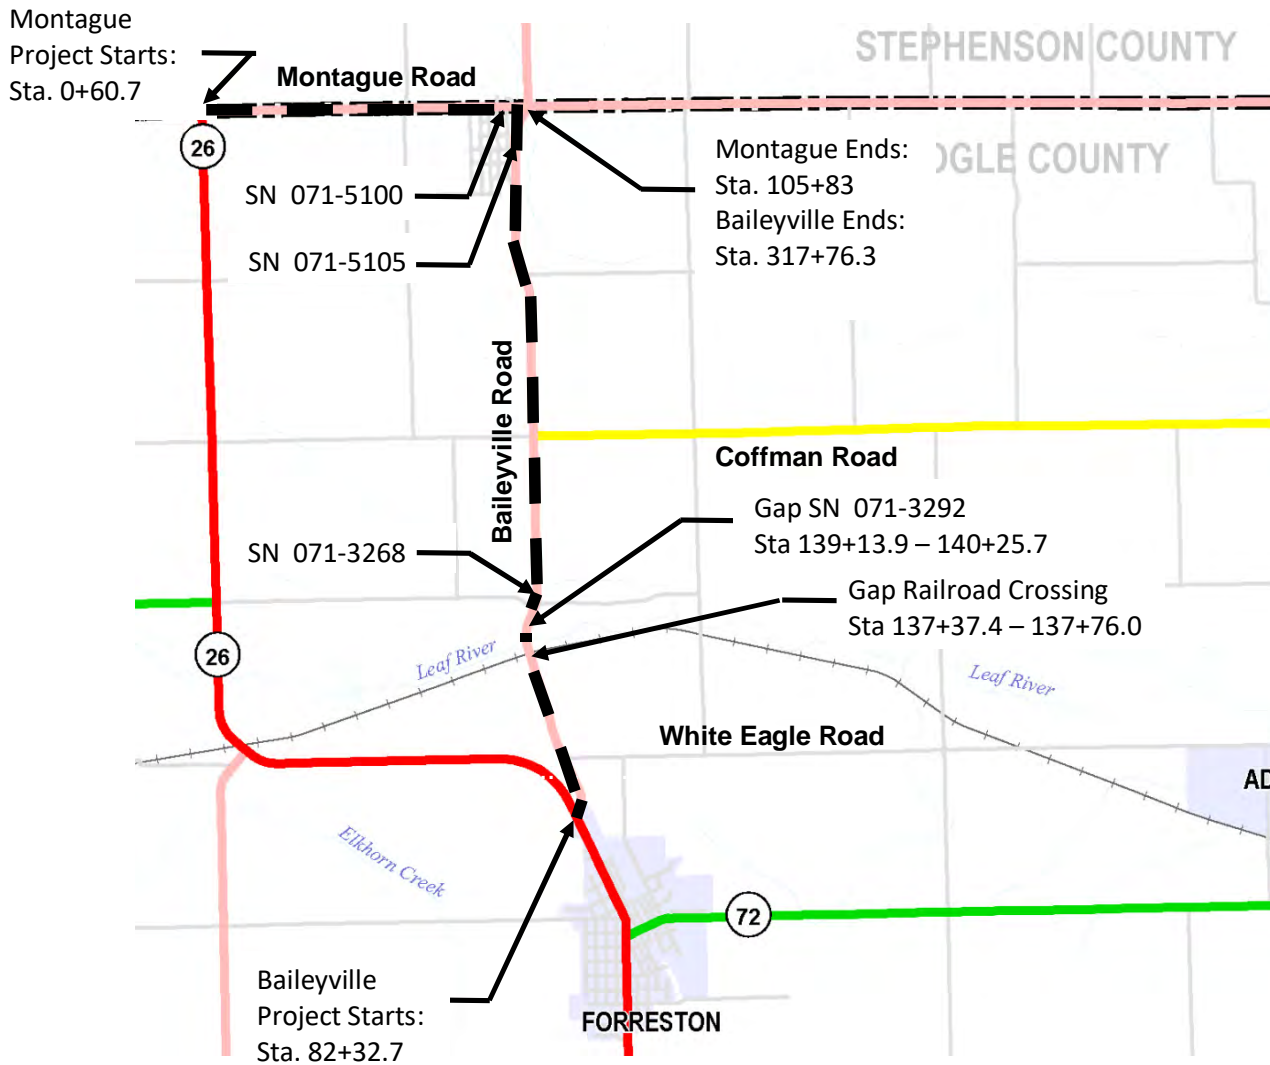 Montague
Project Starts:
Sta. 0+60.7
Montague Road
STEPHENSON COUNTY
OGLE COUNTY
26
SN 071-5100
SN 071-5105
Montague Ends:
Sta. 105+83
Baileyville Ends:
Sta. 317+76.3
Baileyville Road
Coffman Road
Gap SN 071-3292
Sta 139+13.9 – 140+25.7
SN 071-3268
Gap Railroad Crossing
Sta 137+37.4 – 137+76.0
26
Leaf River
Leaf River
White Eagle Road
AD
Elkhorn Creek
72
Baileyville
Project Starts:
Sta. 82+32.7
FORRESTON